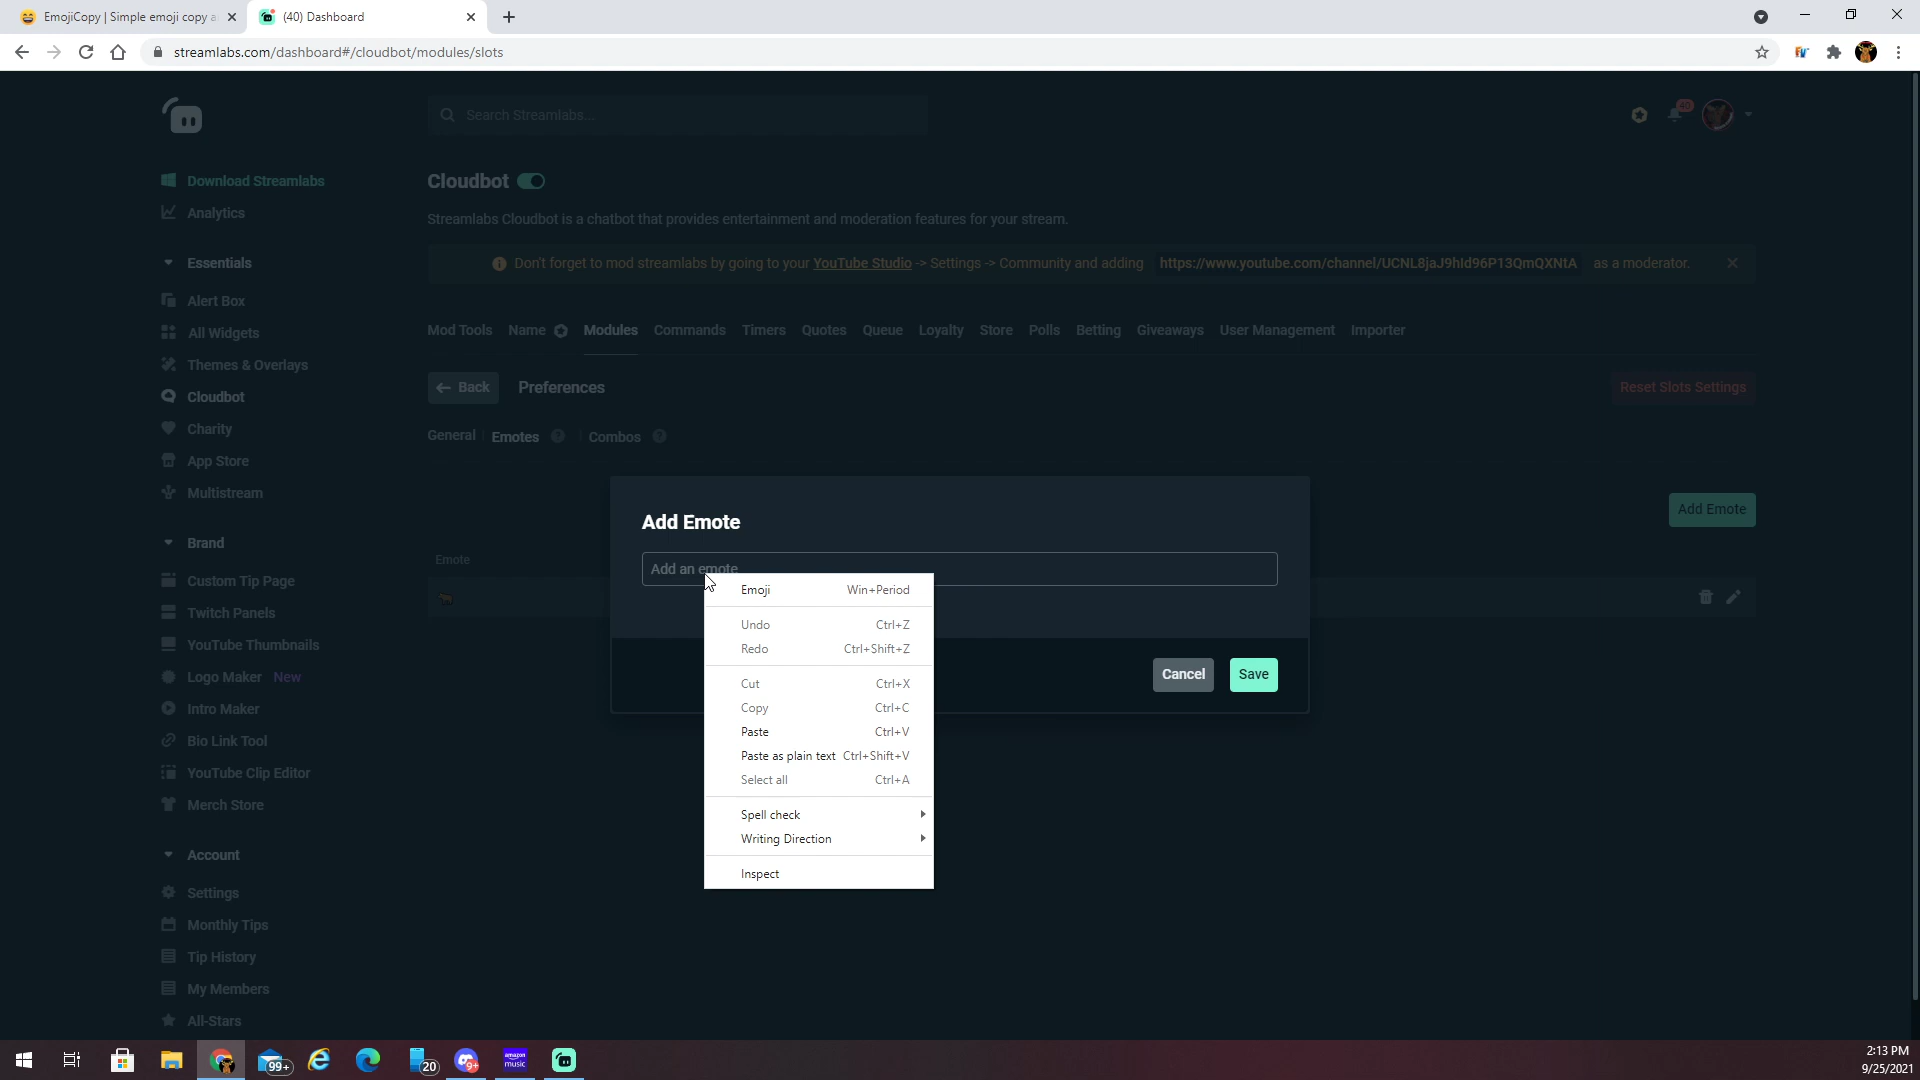 EmojiCopy | Simple emoji copy a
(40) Dashboard
streamlabs.com/dashboard#/cloudbot/modules/slots
Search Streamlabs...
Download Streamlabs
Analytics
Essentials
Alert Box
All Widgets
Themes & Overlays
Cloudbot
Charity
App Store
Multistream
Brand
Custom Tip Page
Twitch Panels
YouTube Thumbnails
Logo Maker New
Intro Maker
Bio Link Tool
YouTube Clip Editor
Merch Store
Account
Settings
Monthly Tips
Tip History
My Members
All-Stars
Cloudbot
Streamlabs Cloudbot is a chatbot that provides entertainment and moderation features for your stream.
Don't forget to mod streamlabs by going to your YouTube Studio -> Settings -> Community and adding https://www.youtube.com/channel/UCNL8jaJ9hId96P13QmQXNtA as a moderator.
Mod Tools Name Modules Commands Timers Quotes Queue Loyalty Store Polls Betting Giveaways User Management Importer
Back Preferences Reset Slots Settings
General Emotes ? Combos ?
Add Emote
Emote
Add Emote
Add an emote
Cancel Save
Emoji Win+Period
Undo Ctrl+Z
Redo Ctrl+Shift+Z
Cut Ctrl+X
Copy Ctrl+C
Paste Ctrl+V
Paste as plain text Ctrl+Shift+V
Select all Ctrl+A
Spell check
Writing Direction
Inspect
99+
20
9+
amazon
music
2:13 PM
9/25/2021